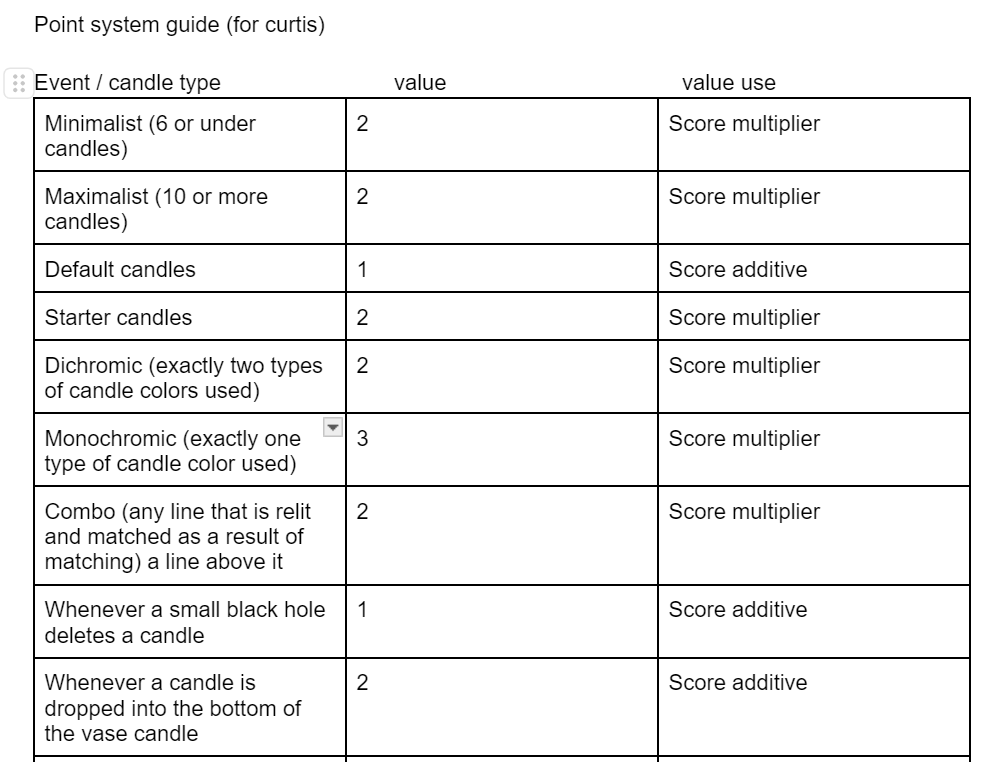 Point system guide (for curtis)
Event / candle type value value use
Minimalist (6 or under
candles)
2
Score multiplier
Maximalist (10 or more
candles)
2
Score multiplier
Default candles
1
Score additive
Starter candles
2
Score multiplier
Dichromic (exactly two types
of candle colors used)
2
Score multiplier
Monochromic (exactly one
type of candle color used)
3
Score multiplier
Combo (any line that is relit
and matched as a result of
matching) a line above it
2
Score multiplier
Whenever a small black hole
deletes a candle
1
Score additive
Whenever a candle is
dropped into the bottom of
the vase candle
2
Score additive